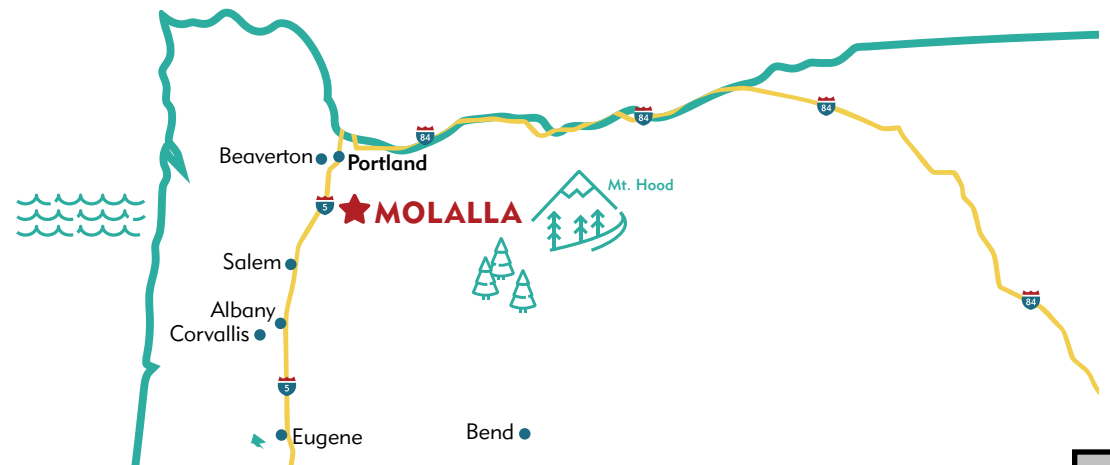 84
84
84
Beaverton
Portland
Mt. Hood
5
MOLALLA
Salem
84
Albany
Corvallis
5
Eugene
Bend